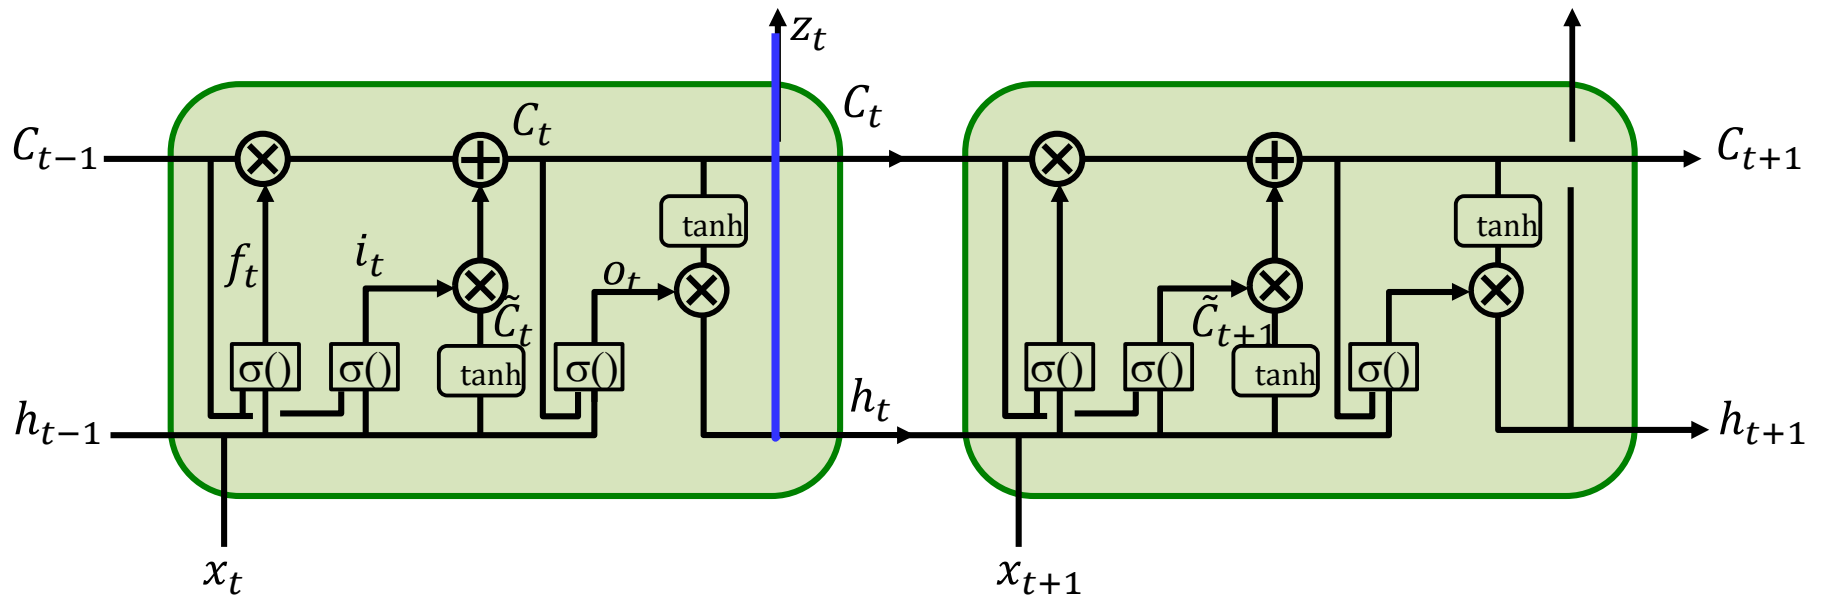 z_t
C_t
C_t
C_{t−1}
C_{t+1}
tanh
tanh
f_t
i_t
o_t
C̃_t
C̃_{t+1}
σ()
σ()
tanh
σ()
σ()
σ()
tanh
σ()
h_{t−1}
h_t
h_{t+1}
x_t
x_{t+1}